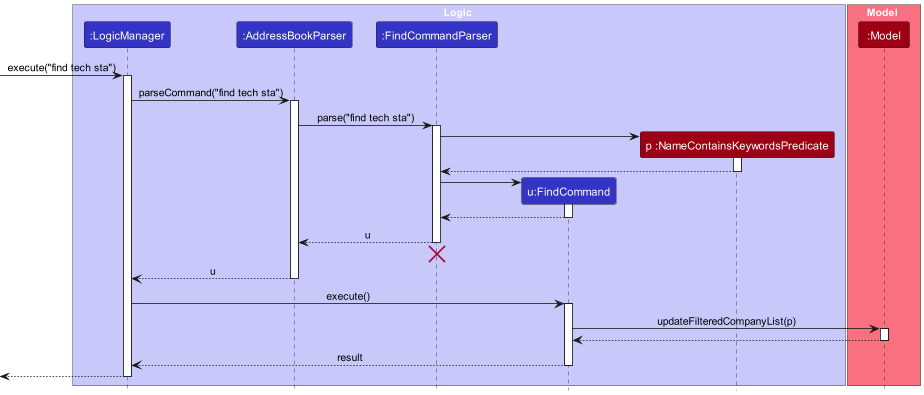 Logic
Model
:LogicManager
:AddressBookParser
:FindCommandParser
:Model
execute("find tech sta")
parseCommand("find tech sta")
parse("find tech sta")
p :NameContainsKeywordsPredicate
u:FindCommand
u
u
execute()
updateFilteredCompanyList(p)
result